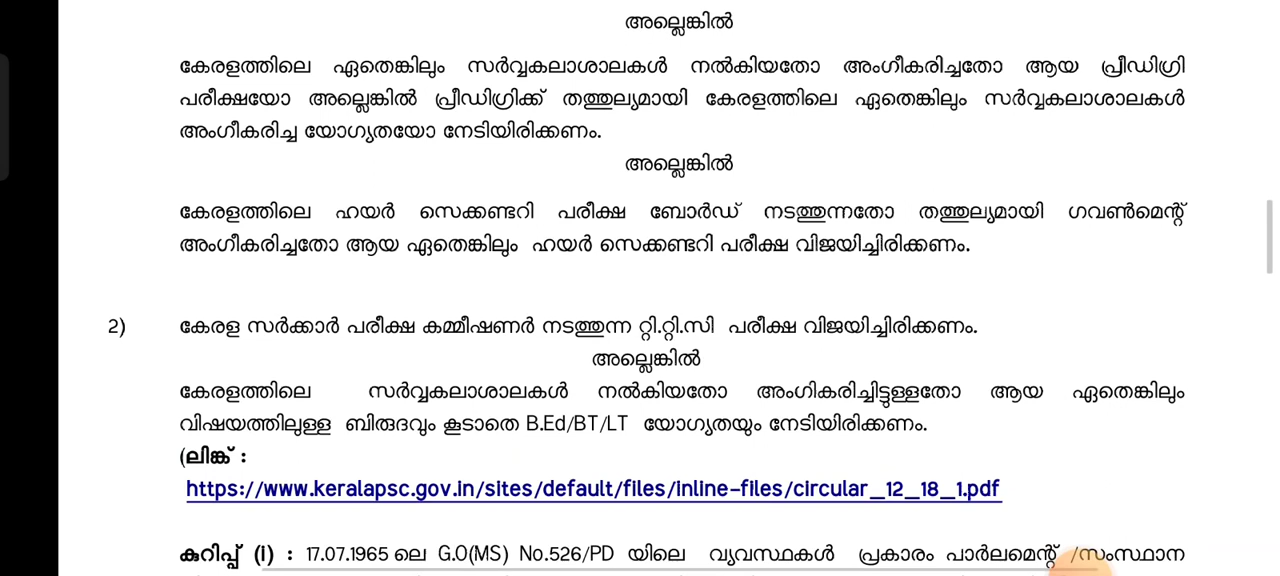 അല്ലെങ്കിൽ
കേരളത്തിലെ ഏതെങ്കിലും സർവ്വകലാശാലകൾ നൽകിയതോ അംഗീകരിച്ചതോ ആയ പ്രീഡിഗ്രി
പരീക്ഷയോ അല്ലെങ്കിൽ പ്രീഡിഗ്രിക്ക് തത്തുല്യമായി കേരളത്തിലെ ഏതെങ്കിലും സർവ്വകലാശാലകൾ
അംഗീകരിച്ച യോഗ്യതയോ നേടിയിരിക്കണം.
അല്ലെങ്കിൽ
കേരളത്തിലെ ഹയർ സെക്കണ്ടറി പരീക്ഷ ബോർഡ് നടത്തുന്നതോ തത്തുല്യമായി ഗവൺമെന്റ്
അംഗീകരിച്ചതോ ആയ ഏതെങ്കിലും ഹയർ സെക്കണ്ടറി പരീക്ഷ വിജയിച്ചിരിക്കണം.
2) കേരള സർക്കാർ പരീക്ഷ കമ്മീഷണർ നടത്തുന്ന റ്റി.റ്റി.സി പരീക്ഷ വിജയിച്ചിരിക്കണം.
അല്ലെങ്കിൽ
കേരളത്തിലെ സർവ്വകലാശാലകൾ നൽകിയതോ അംഗികരിച്ചിട്ടുള്ളതോ ആയ ഏതെങ്കിലും
വിഷയത്തിലുള്ള ബിരുദവും കൂടാതെ B.Ed/BT/LT യോഗ്യതയും നേടിയിരിക്കണം.
(ലിങ്ക് :
https://www.keralapsc.gov.in/sites/default/files/inline-files/circular_12_18_1.pdf
കുറിപ്പ് (i) : 17.07.1965 ലെ G.O(MS) No.526/PD യിലെ വ്യവസ്ഥകൾ പ്രകാരം പാർലമെന്റ് /സംസ്ഥാന